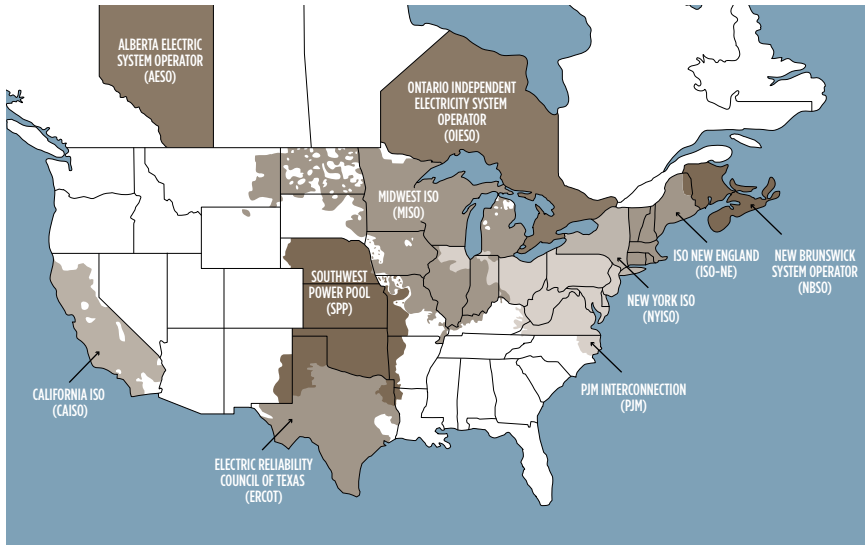 ALBERTA ELECTRIC
SYSTEM OPERATOR
(AESO)
ONTARIO INDEPENDENT
ELECTRICITY SYSTEM
OPERATOR
(OIESO)
MIDWEST ISO
(MISO)
ISO NEW ENGLAND
(ISO-NE)
NEW BRUNSWICK
SYSTEM OPERATOR
(NBSO)
SOUTHWEST
POWER POOL
(SPP)
NEW YORK ISO
(NYISO)
CALIFORNIA ISO
(CAISO)
PJM INTERCONNECTION
(PJM)
ELECTRIC RELIABILITY
COUNCIL OF TEXAS
(ERCOT)